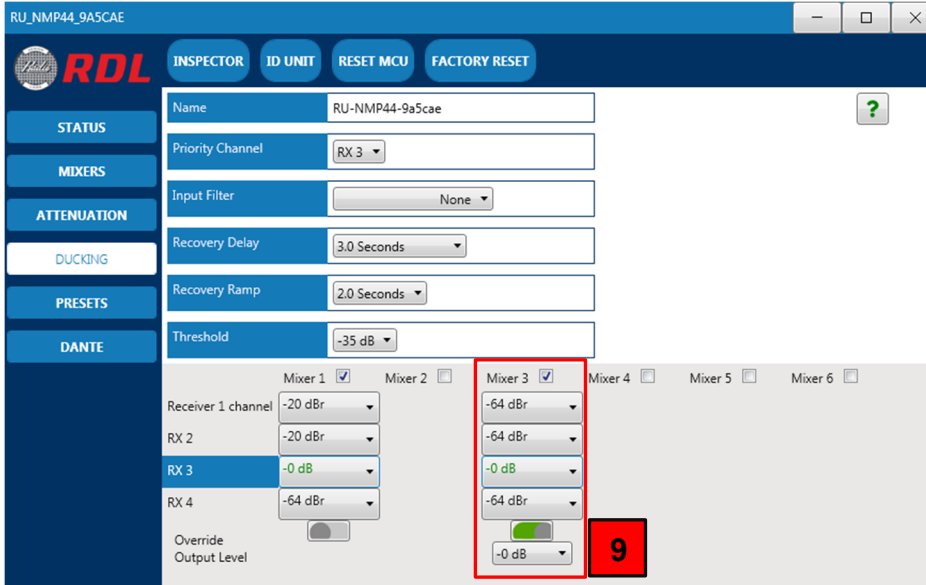 RU_NMP44_9A5CAE
Radio RDL INSPECTOR ID UNIT RESET MCU FACTORY RESET
STATUS
MIXERS
ATTENUATION
DUCKING
PRESETS
DANTE
Name RU-NMP44-9a5cae ?
Priority Channel RX 3
Input Filter None
Recovery Delay 3.0 Seconds
Recovery Ramp 2.0 Seconds
Threshold -35 dB
Mixer 1 Mixer 2 Mixer 3 Mixer 4 Mixer 5 Mixer 6
Receiver 1 channel -20 dBr -64 dBr
RX 2 -20 dBr -64 dBr
RX 3 -0 dB -0 dB
RX 4 -64 dBr -64 dBr
Override
Output Level -0 dB
9